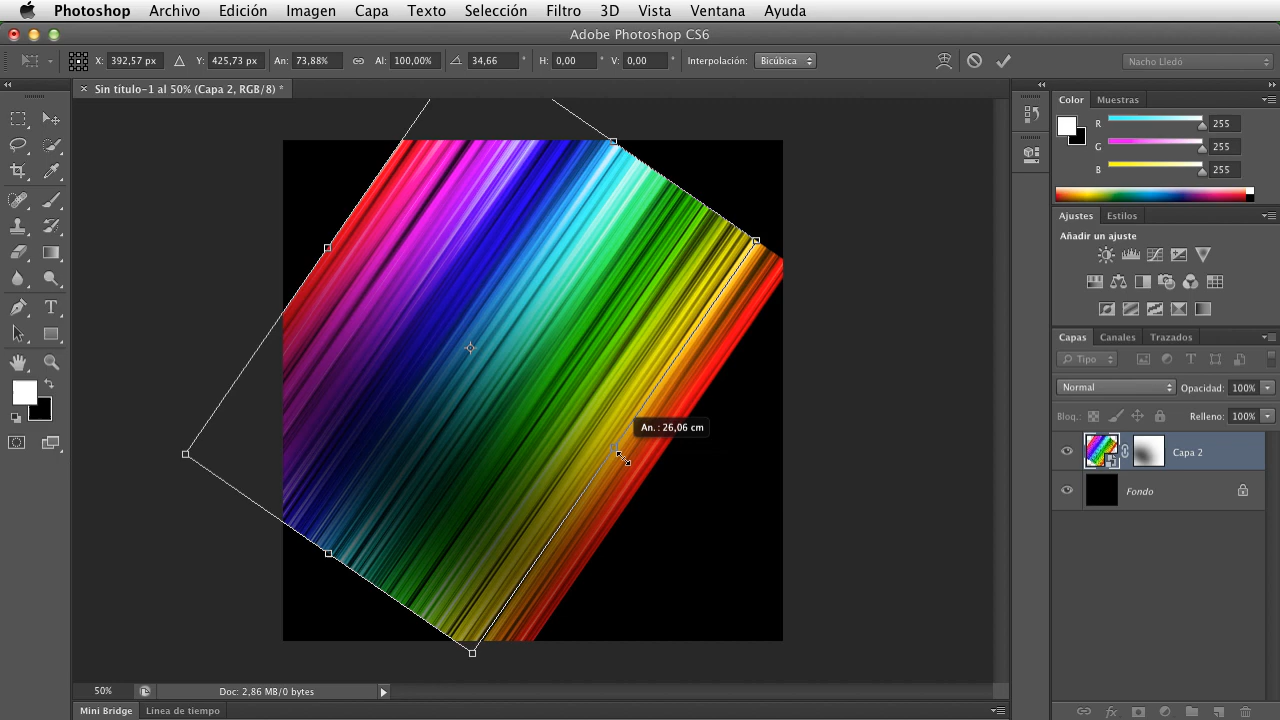 Photoshop Archivo Edición Imagen Capa Texto Selección Filtro 3D Vista Ventana Ayuda
Adobe Photoshop CS6
X: 392,57 px Y: 425,73 px An: 73,88% Al: 100,00% 34,66 ° H: 0,00 ° V: 0,00 ° Interpolación: Bicúbica Nacho Lledó
× Sin título-1 al 50% (Capa 2, RGB/8) *
Color Muestras
R 255
G 255
B 255
Ajustes Estilos
Añadir un ajuste
Capas Canales Trazados
Tipo
Normal Opacidad: 100%
Bloq.: Relleno: 100%
An. : 26,06 cm
Capa 2
Fondo
50% Doc: 2,86 MB/0 bytes
Mini Bridge Línea de tiempo